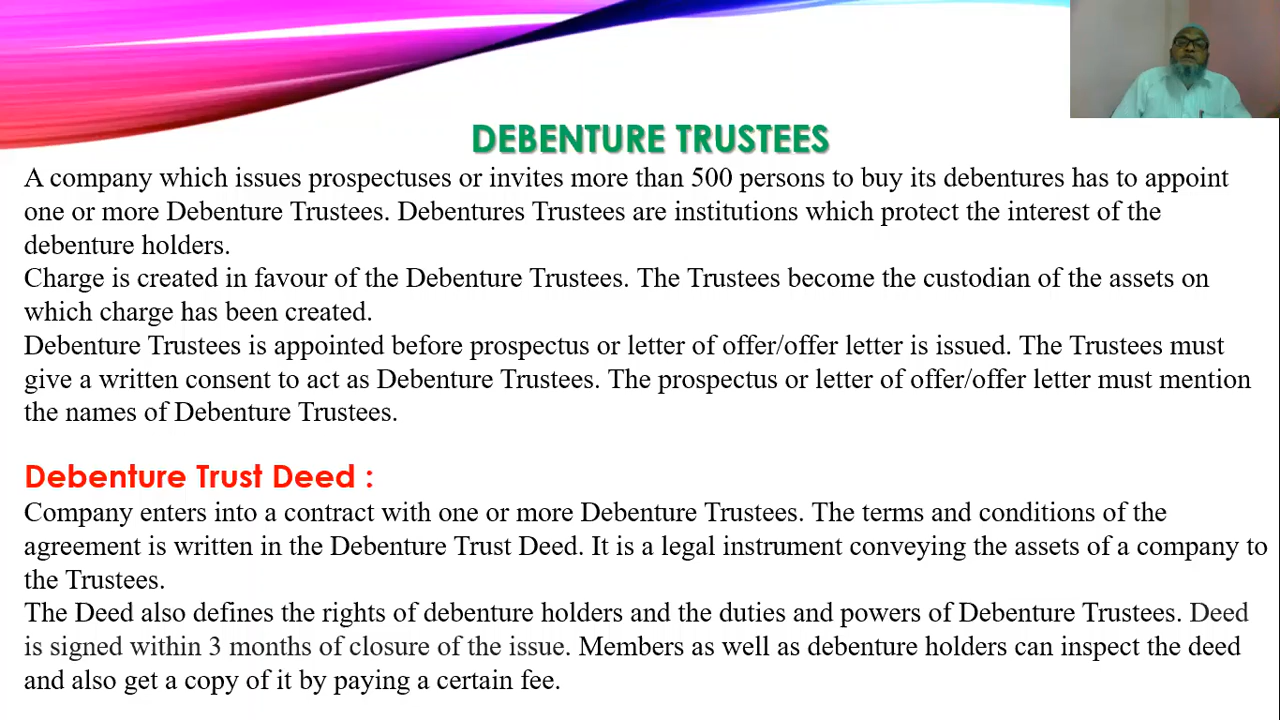 DEBENTURE TRUSTEES
A company which issues prospectuses or invites more than 500 persons to buy its debentures has to appoint
one or more Debenture Trustees. Debentures Trustees are institutions which protect the interest of the
debenture holders.
Charge is created in favour of the Debenture Trustees. The Trustees become the custodian of the assets on
which charge has been created.
Debenture Trustees is appointed before prospectus or letter of offer/offer letter is issued. The Trustees must
give a written consent to act as Debenture Trustees. The prospectus or letter of offer/offer letter must mention
the names of Debenture Trustees.
Debenture Trust Deed :
Company enters into a contract with one or more Debenture Trustees. The terms and conditions of the
agreement is written in the Debenture Trust Deed. It is a legal instrument conveying the assets of a company to
the Trustees.
The Deed also defines the rights of debenture holders and the duties and powers of Debenture Trustees. Deed
is signed within 3 months of closure of the issue. Members as well as debenture holders can inspect the deed
and also get a copy of it by paying a certain fee.